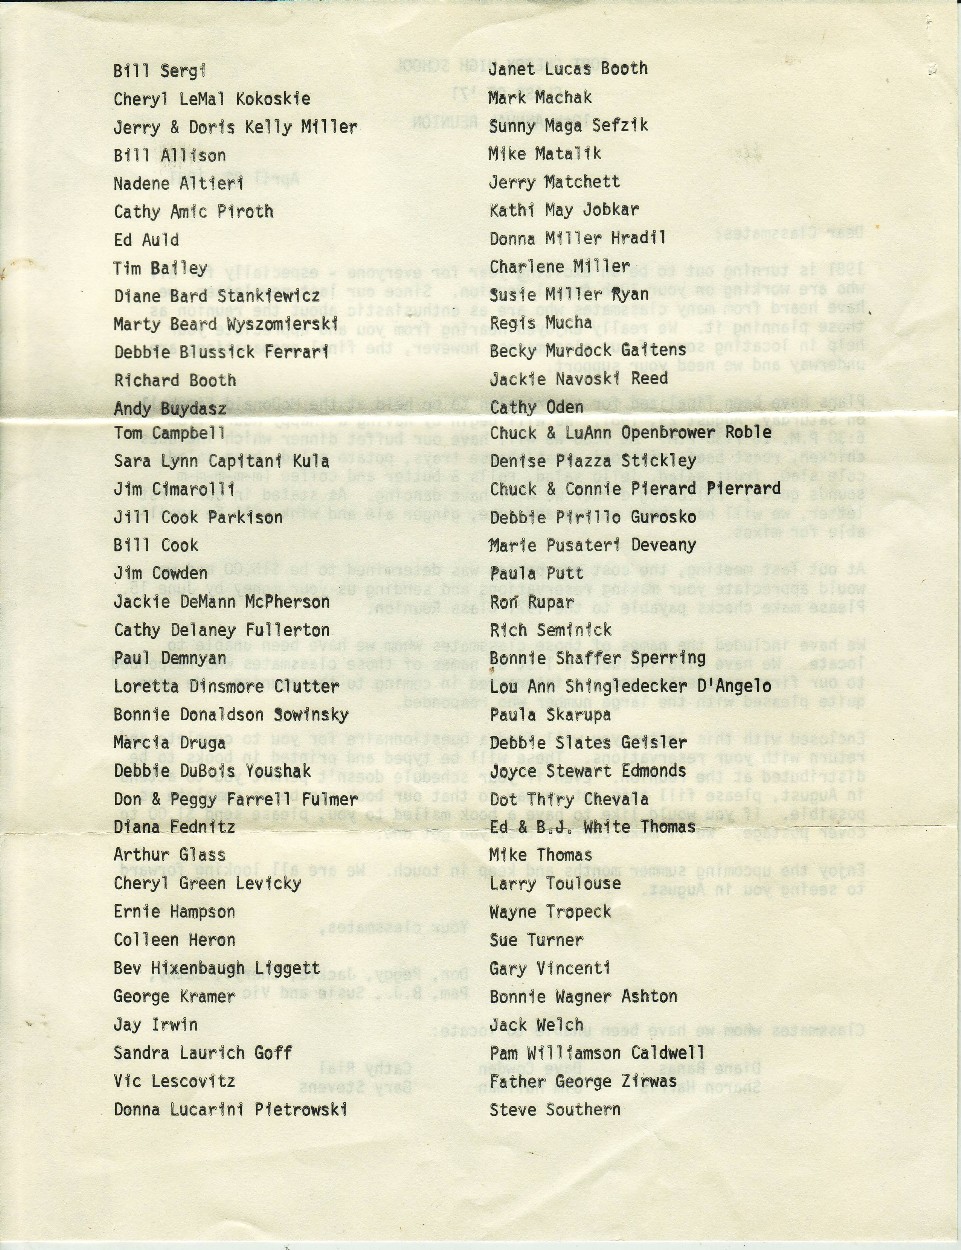 Bill Sergi
Cheryl LeMal Kokoskie
Jerry & Doris Kelly Miller
Bill Allison
Nadene Altieri
Cathy Amic Piroth
Ed Auld
Tim Bailey
Diane Bard Stankiewicz
Marty Beard Wyszomierski
Debbie Blussick Ferrari
Richard Booth
Andy Buydasz
Tom Campbell
Sara Lynn Capitani Kula
Jim Cimarolli
Jill Cook Parkison
Bill Cook
Jim Cowden
Jackie DeMann McPherson
Cathy Delaney Fullerton
Paul Demnyan
Loretta Dinsmore Clutter
Bonnie Donaldson Sowinsky
Marcia Druga
Debbie DuBois Youshak
Don & Peggy Farrell Fulmer
Diana Fednitz
Arthur Glass
Cheryl Green Levicky
Ernie Hampson
Colleen Heron
Bev Hixenbaugh Liggett
George Kramer
Jay Irwin
Sandra Laurich Goff
Vic Lescovitz
Donna Lucarini Pietrowski
Janet Lucas Booth
Mark Machak
Sunny Maga Sefzik
Mike Matalik
Jerry Matchett
Kathi May Jobkar
Donna Miller Hradil
Charlene Miller
Susie Miller Ryan
Regis Mucha
Becky Murdock Gaitens
Jackie Navoski Reed
Cathy Oden
Chuck & LuAnn Openbrower Roble
Denise Piazza Stickley
Chuck & Connie Pierard Pierrard
Debbie Pirillo Gurosko
Marie Pusateri Deveany
Paula Putt
Ron Rupar
Rich Seminick
Bonnie Shaffer Sperring
Lou Ann Shingledecker D'Angelo
Paula Skarupa
Debbie Slates Geisler
Joyce Stewart Edmonds
Dot Thiry Chevala
Ed & B.J. White Thomas
Mike Thomas
Larry Toulouse
Wayne Tropeck
Sue Turner
Gary Vincenti
Bonnie Wagner Ashton
Jack Welch
Pam Williamson Caldwell
Father George Zirwas
Steve Southern